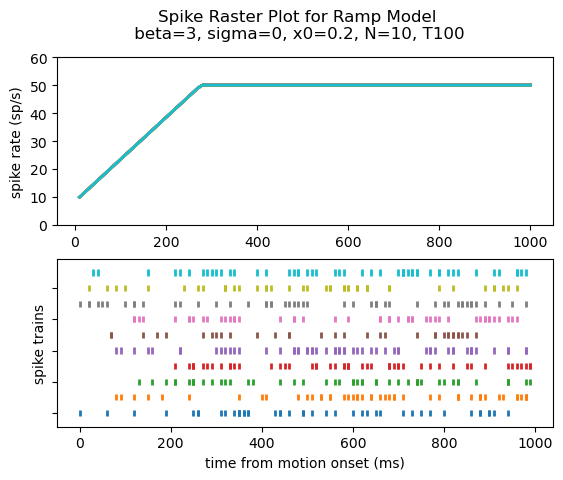 Spike Raster Plot for Ramp Model
beta=3, sigma=0, x0=0.2, N=10, T100
60
50
40
30
20
10
0
spike rate (sp/s)
0 200 400 600 800 1000
spike trains
0 200 400 600 800 1000
time from motion onset (ms)